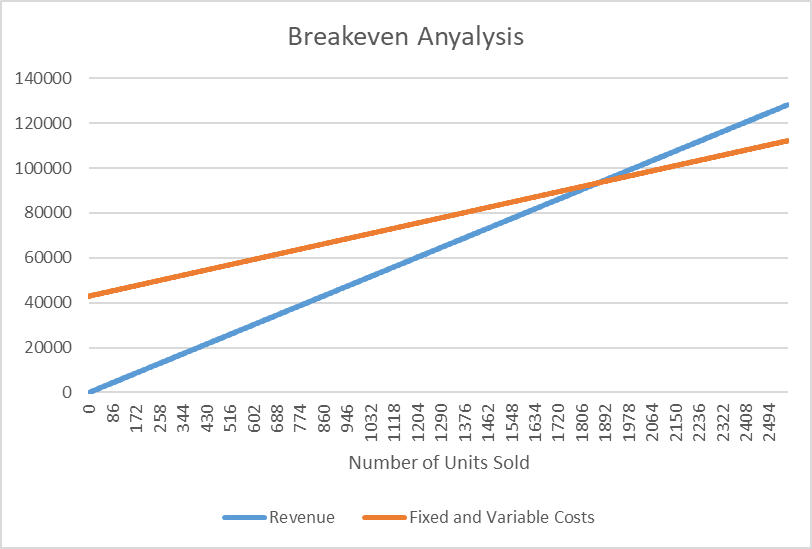 Breakeven Anyalysis
140000
120000
100000
80000
60000
40000
20000
0
0 86 172 258 344 430 516 602 688 774 860 946 1032 1118 1204 1290 1376 1462 1548 1634 1720 1806 1892 1978 2064 2150 2236 2322 2408 2494
Number of Units Sold
Revenue Fixed and Variable Costs